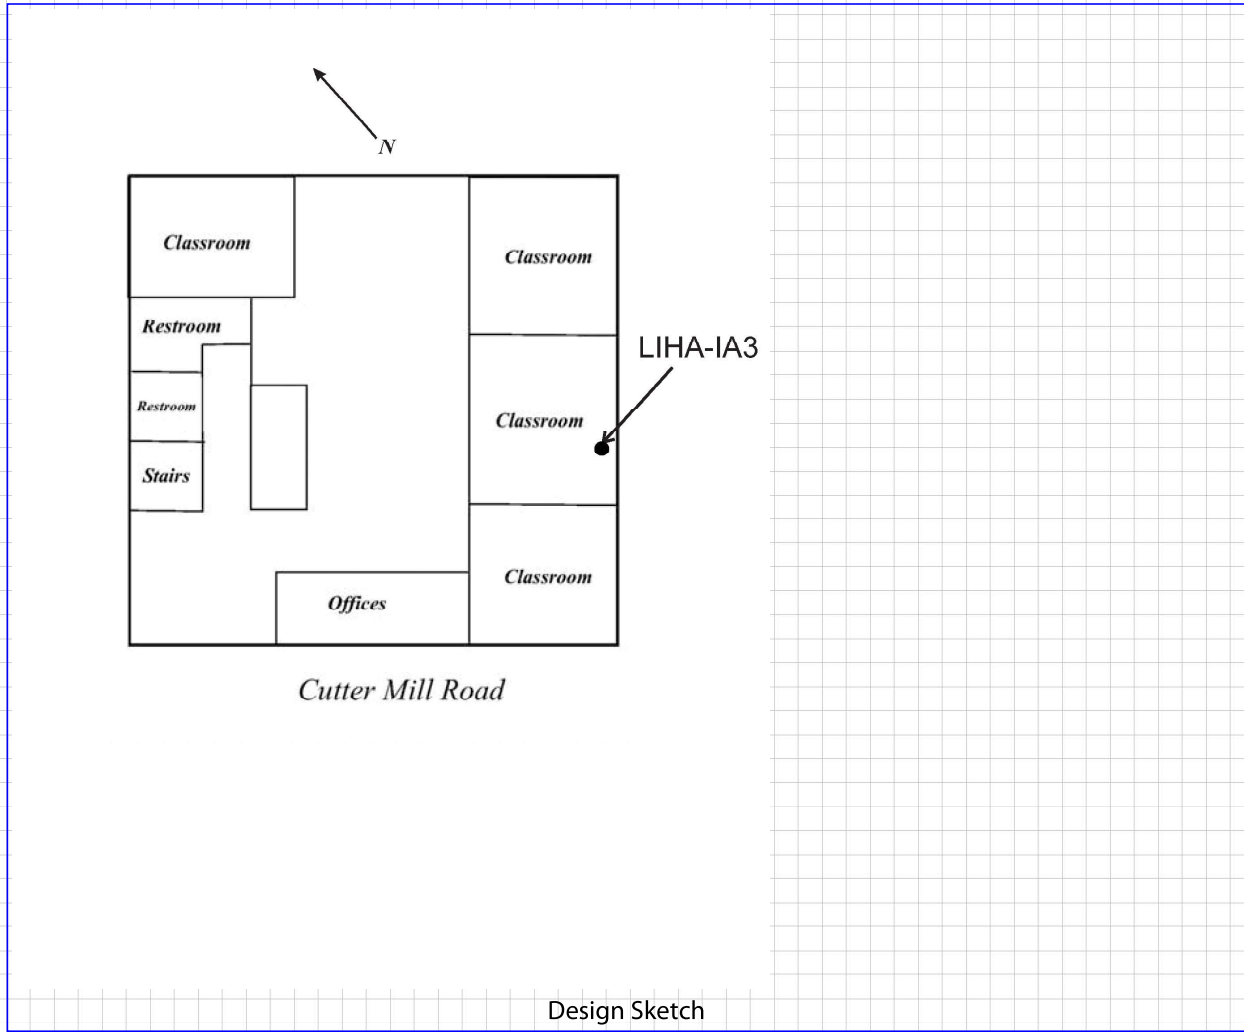 N
Classroom
Classroom
Restroom
LIHA-IA3
Restroom
Classroom
Stairs
Classroom
Offices
Cutter Mill Road
Design Sketch